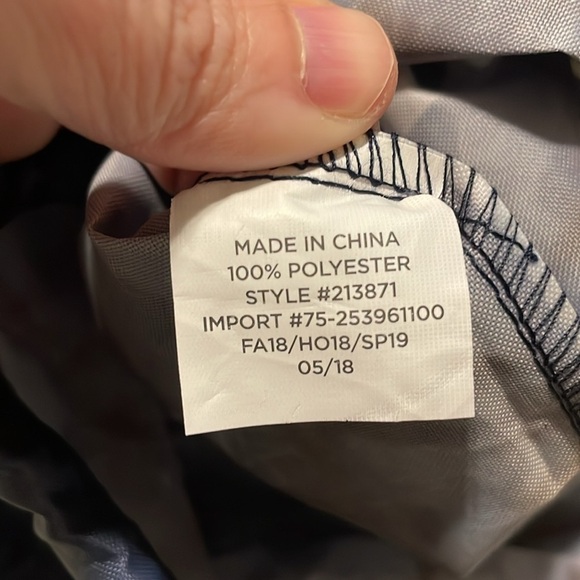 MADE IN CHINA
100% POLYESTER
STYLE #213871
IMPORT #75-253961100
FA18/HO18/SP19
05/18